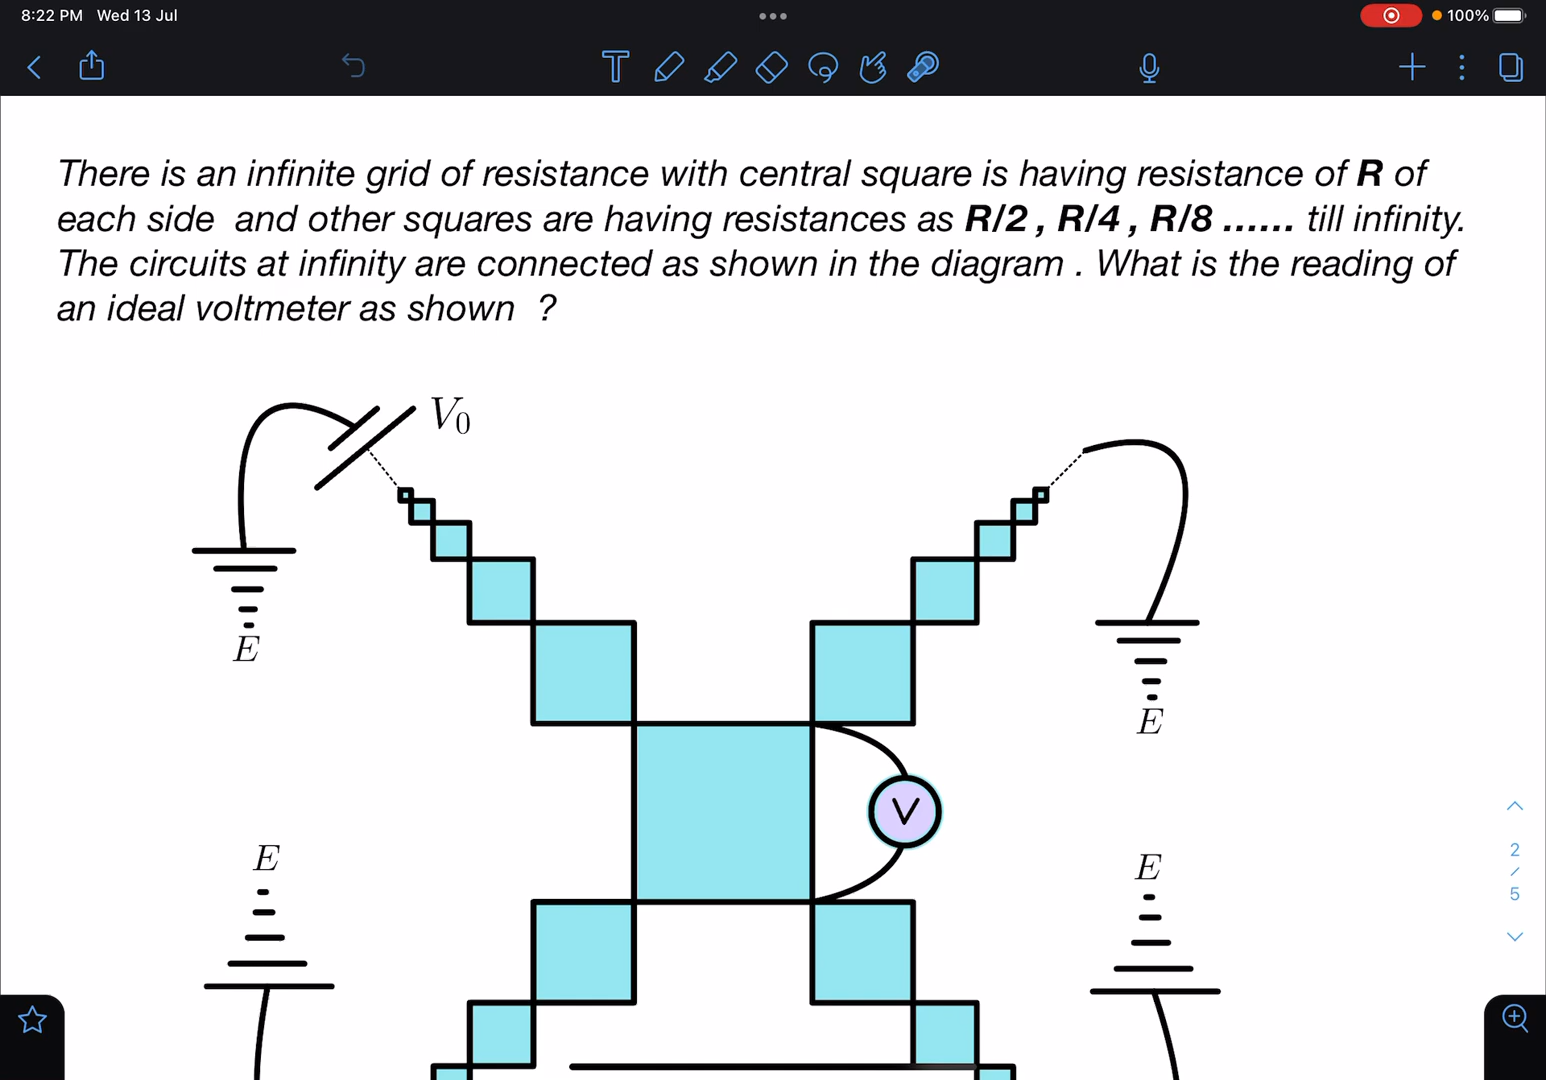 8:22 PM Wed 13 Jul
100%
There is an infinite grid of resistance with central square is having resistance of R of
each side and other squares are having resistances as R/2 , R/4 , R/8 ...... till infinity.
The circuits at infinity are connected as shown in the diagram . What is the reading of
an ideal voltmeter as shown ?
V₀
E
E
V
E
E
2
/
5